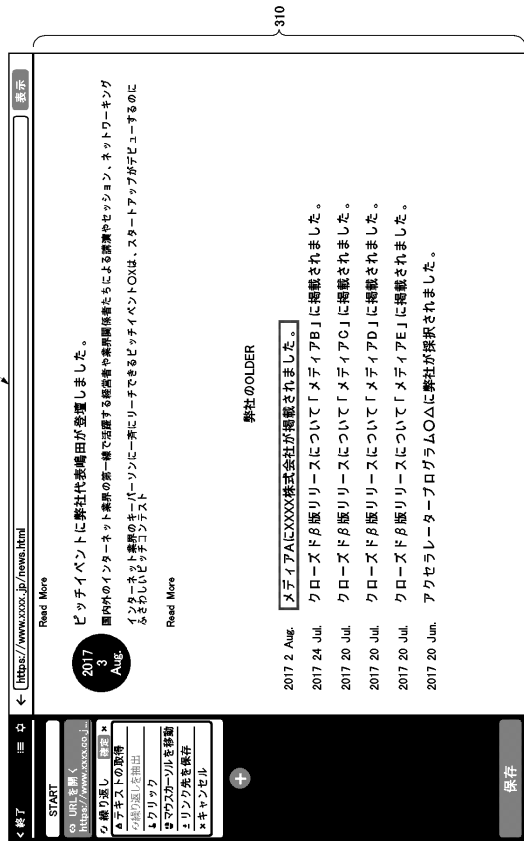 310
< 終了
START
URLを開く
https://www.xxxx.co.j...
繰り返し 確定 ×
テキストの取得
繰り返しを抽出
クリック
マウスカーソルを移動
リンク先を保存
×キャンセル
+
保存
← https://www.xxxx.jp/news.html 表示
Read More
2017
3
Aug.
ピッチイベントに弊社代表嶋田が登壇しました。
国内外のインターネット業界の第一線で活躍する経営者や業界関係者たちによる講演やセッション、ネットワーキング
インターネット業界のキーパーソンに一斉にリーチできるピッチイベントOXは、スタートアップがデビューするのに
ふさわしいピッチコンテスト
Read More
弊社のOLDER
2017 2 Aug. メディアAにXXXX株式会社が掲載されました。
2017 24 Jul. クローズドβ版リリースについて「メディアB」に掲載されました。
2017 20 Jul. クローズドβ版リリースについて「メディアC」に掲載されました。
2017 20 Jul. クローズドβ版リリースについて「メディアD」に掲載されました。
2017 20 Jul. クローズドβ版リリースについて「メディアE」に掲載されました。
2017 20 Jun. アクセラレータープログラム○△に弊社が採択されました。